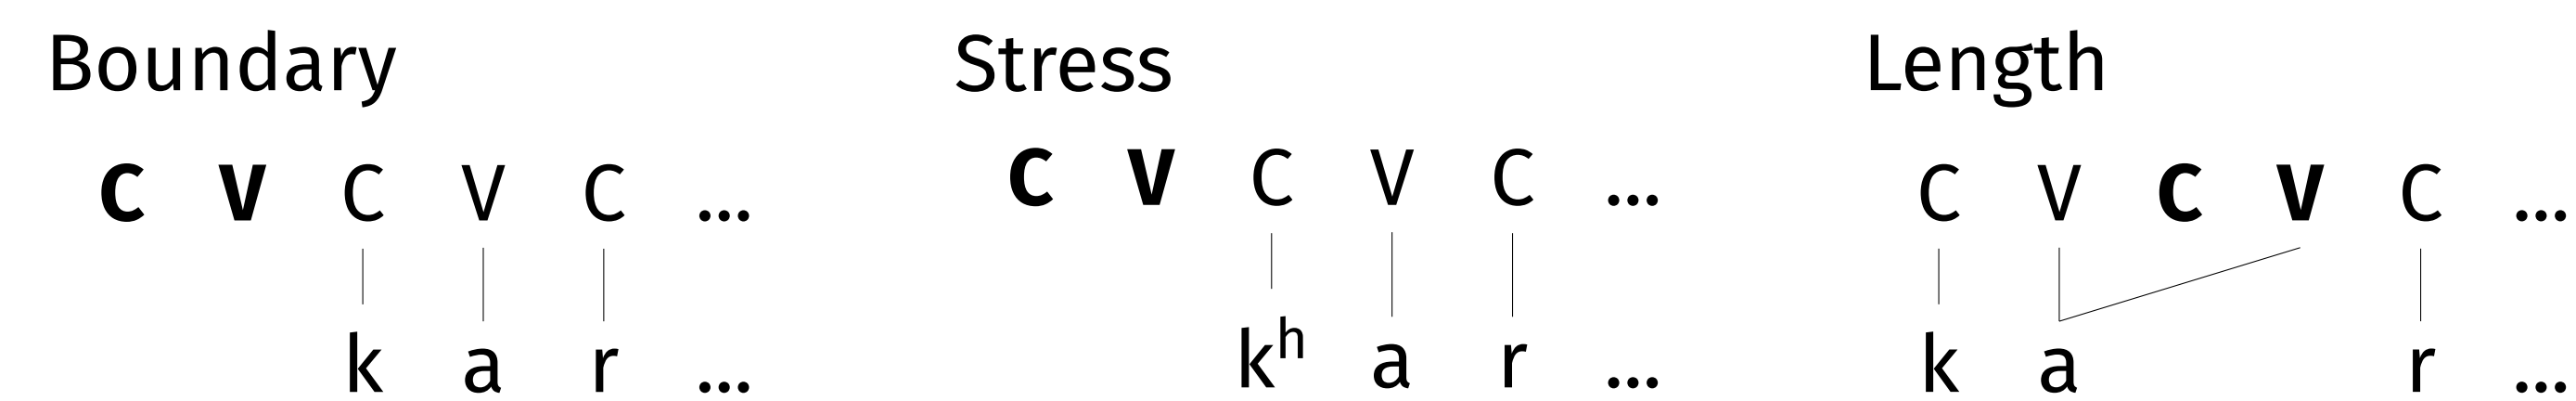 Boundary Stress Length
C V C V C ... C V C V C ... C V C V C ...
k a r ... kʰ a r ... k a r ...